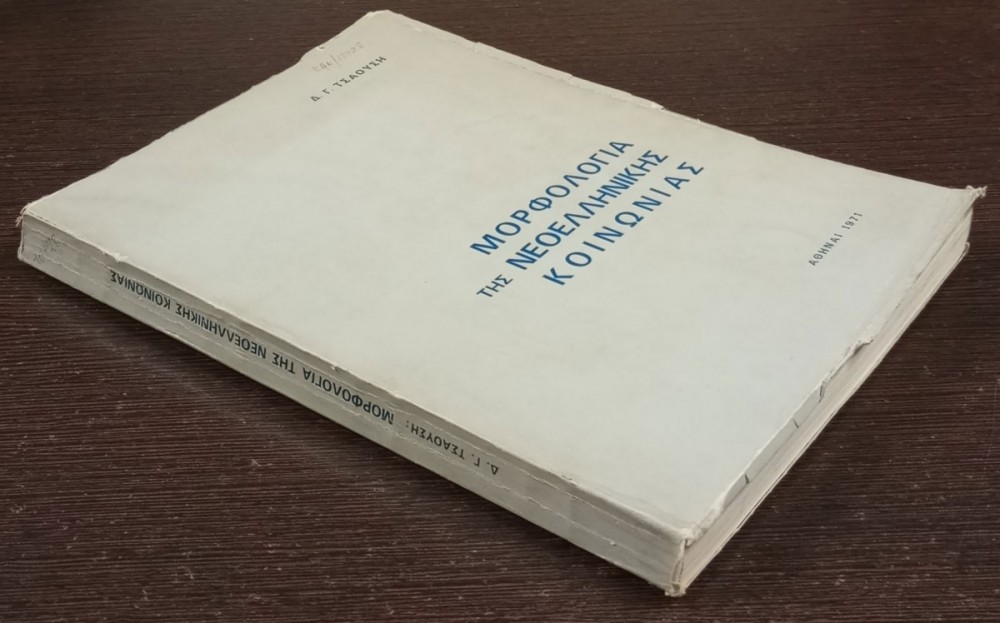 Δ. Γ. ΤΣΑΟΥΣΗ
ΜΟΡΦΟΛΟΓΙΑ
ΤΗΣ ΝΕΟΕΛΛΗΝΙΚΗΣ
ΚΟΙΝΩΝΙΑΣ
ΑΘΗΝΑΙ 1971
Δ. Γ. ΤΣΑΟΥΣΗ: ΜΟΡΦΟΛΟΓΙΑ ΤΗΣ ΝΕΟΕΛΛΗΝΙΚΗΣ ΚΟΙΝΩΝΙΑΣ